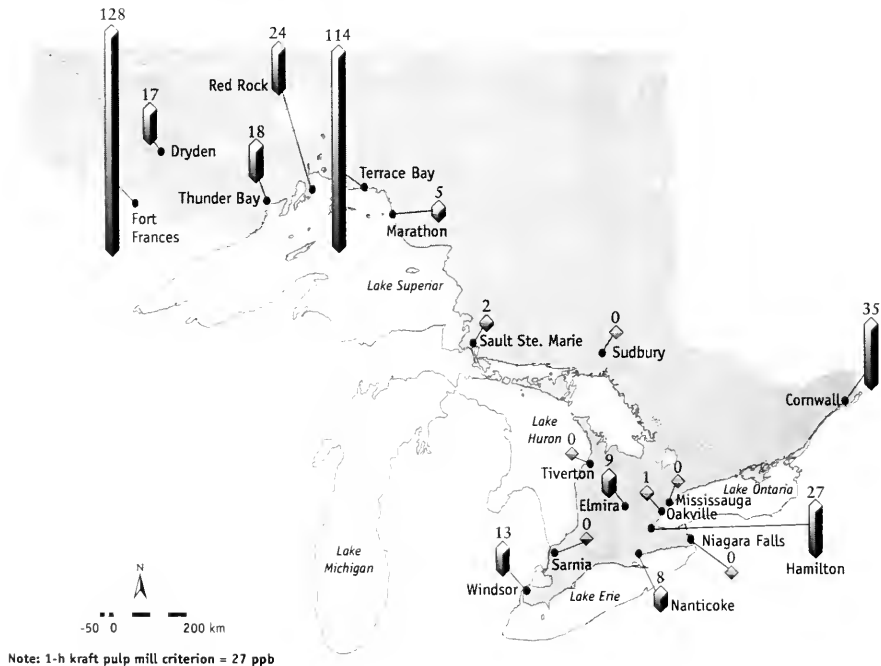 128
24
114
Red Rock
17
Dryden
18
Terrace Bay
Thunder Bay
5
Fort
Frances
Marathon
Lake Superior
2
Sault Ste. Marie
0
Sudbury
35
Cornwall
Lake
Huron
0
Tiverton
9
Elmira
1
0
Mississauga
Oakville
Lake Ontario
27
Hamilton
Niagara Falls
0
13
Windsor
0
Sarnia
Lake
Michigan
Lake Erie
8
Nanticoke
N
-50 0 200 km
Note: 1-h kraft pulp mill criterion = 27 ppb